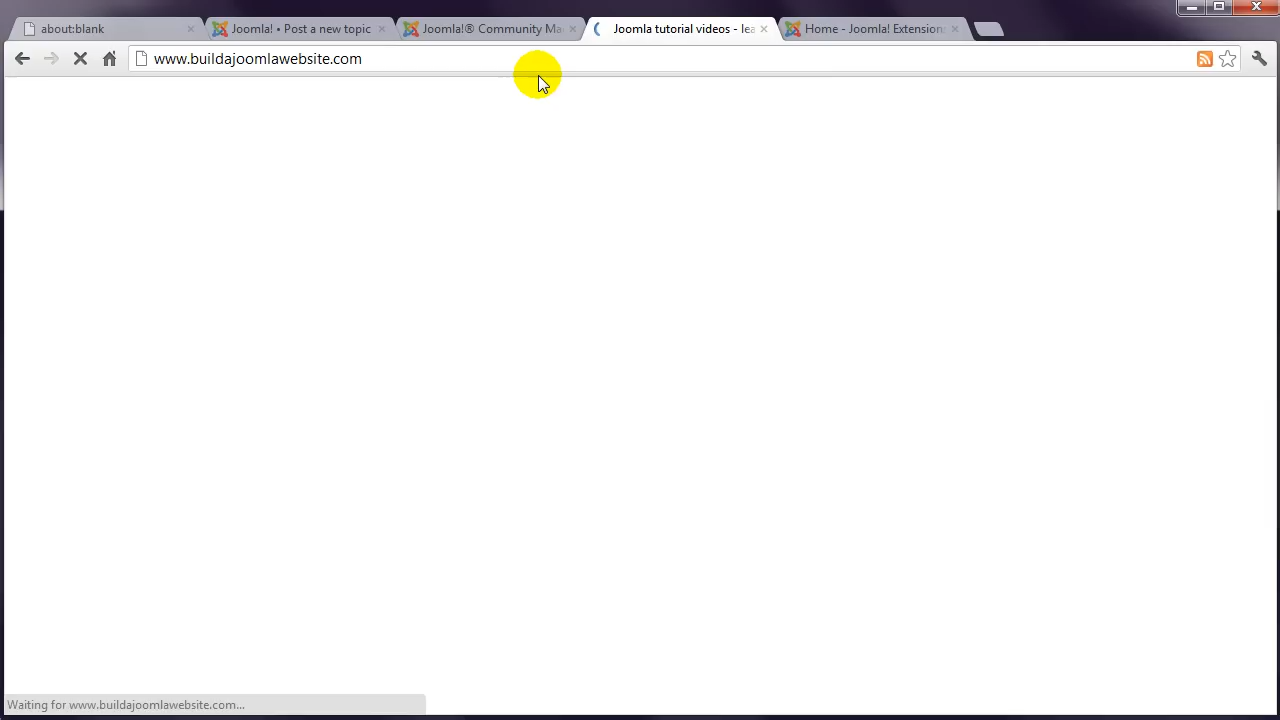 about:blank
Joomla! • Post a new topic
Joomla!® Community Ma
Joomla tutorial videos - lea
Home - Joomla! Extension
www.buildajoomlawebsite.com
Waiting for www.buildajoomlawebsite.com...